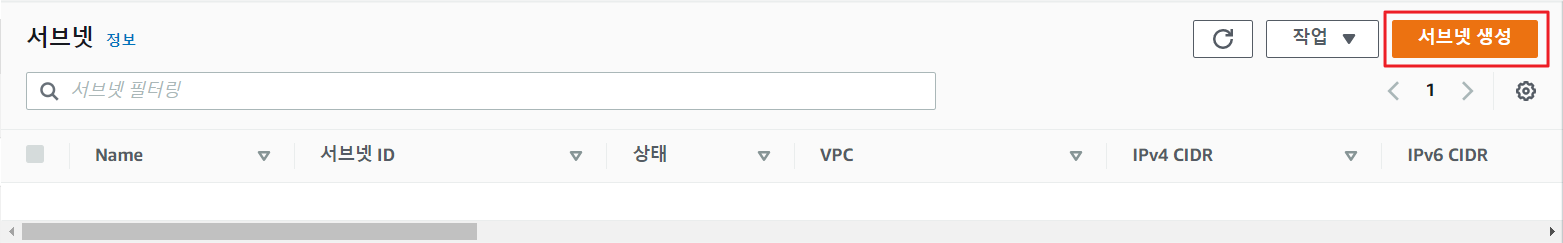 서브넷 정보 작업 서브넷 생성
서브넷 필터링 1
Name 서브넷 ID 상태 VPC IPv4 CIDR IPv6 CIDR